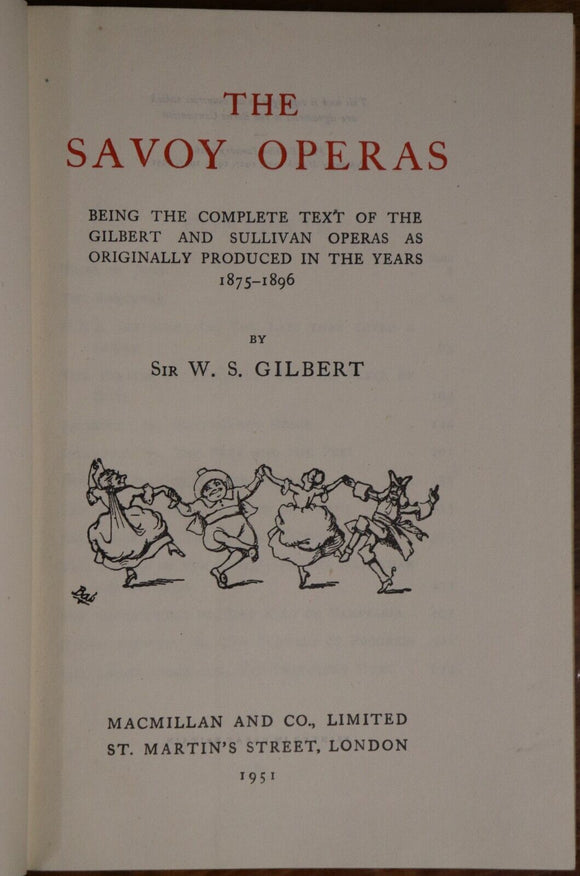 THE
SAVOY OPERAS
BEING THE COMPLETE TEXT OF THE
GILBERT AND SULLIVAN OPERAS AS
ORIGINALLY PRODUCED IN THE YEARS
1875–1896
BY
SIR W. S. GILBERT
Bab
MACMILLAN AND CO., LIMITED
ST. MARTIN'S STREET, LONDON
1951